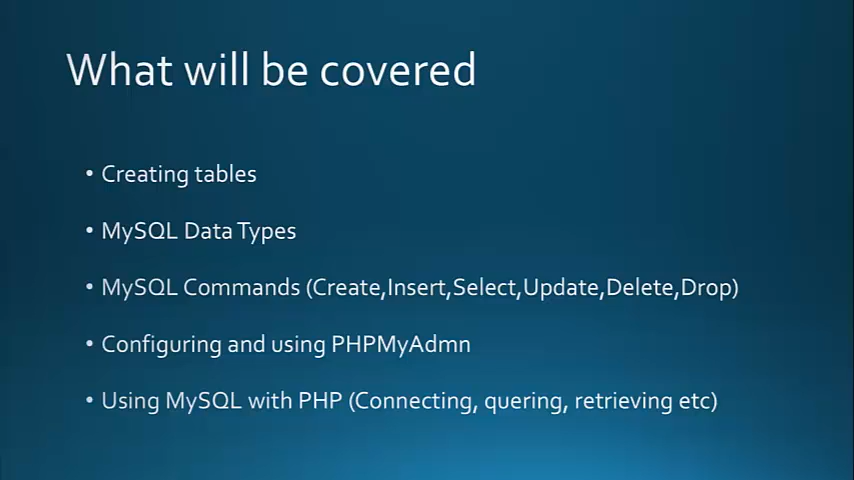 What will be covered
• Creating tables
• MySQL Data Types
• MySQL Commands (Create,Insert,Select,Update,Delete,Drop)
• Configuring and using PHPMyAdmn
• Using MySQL with PHP (Connecting, quering, retrieving etc)